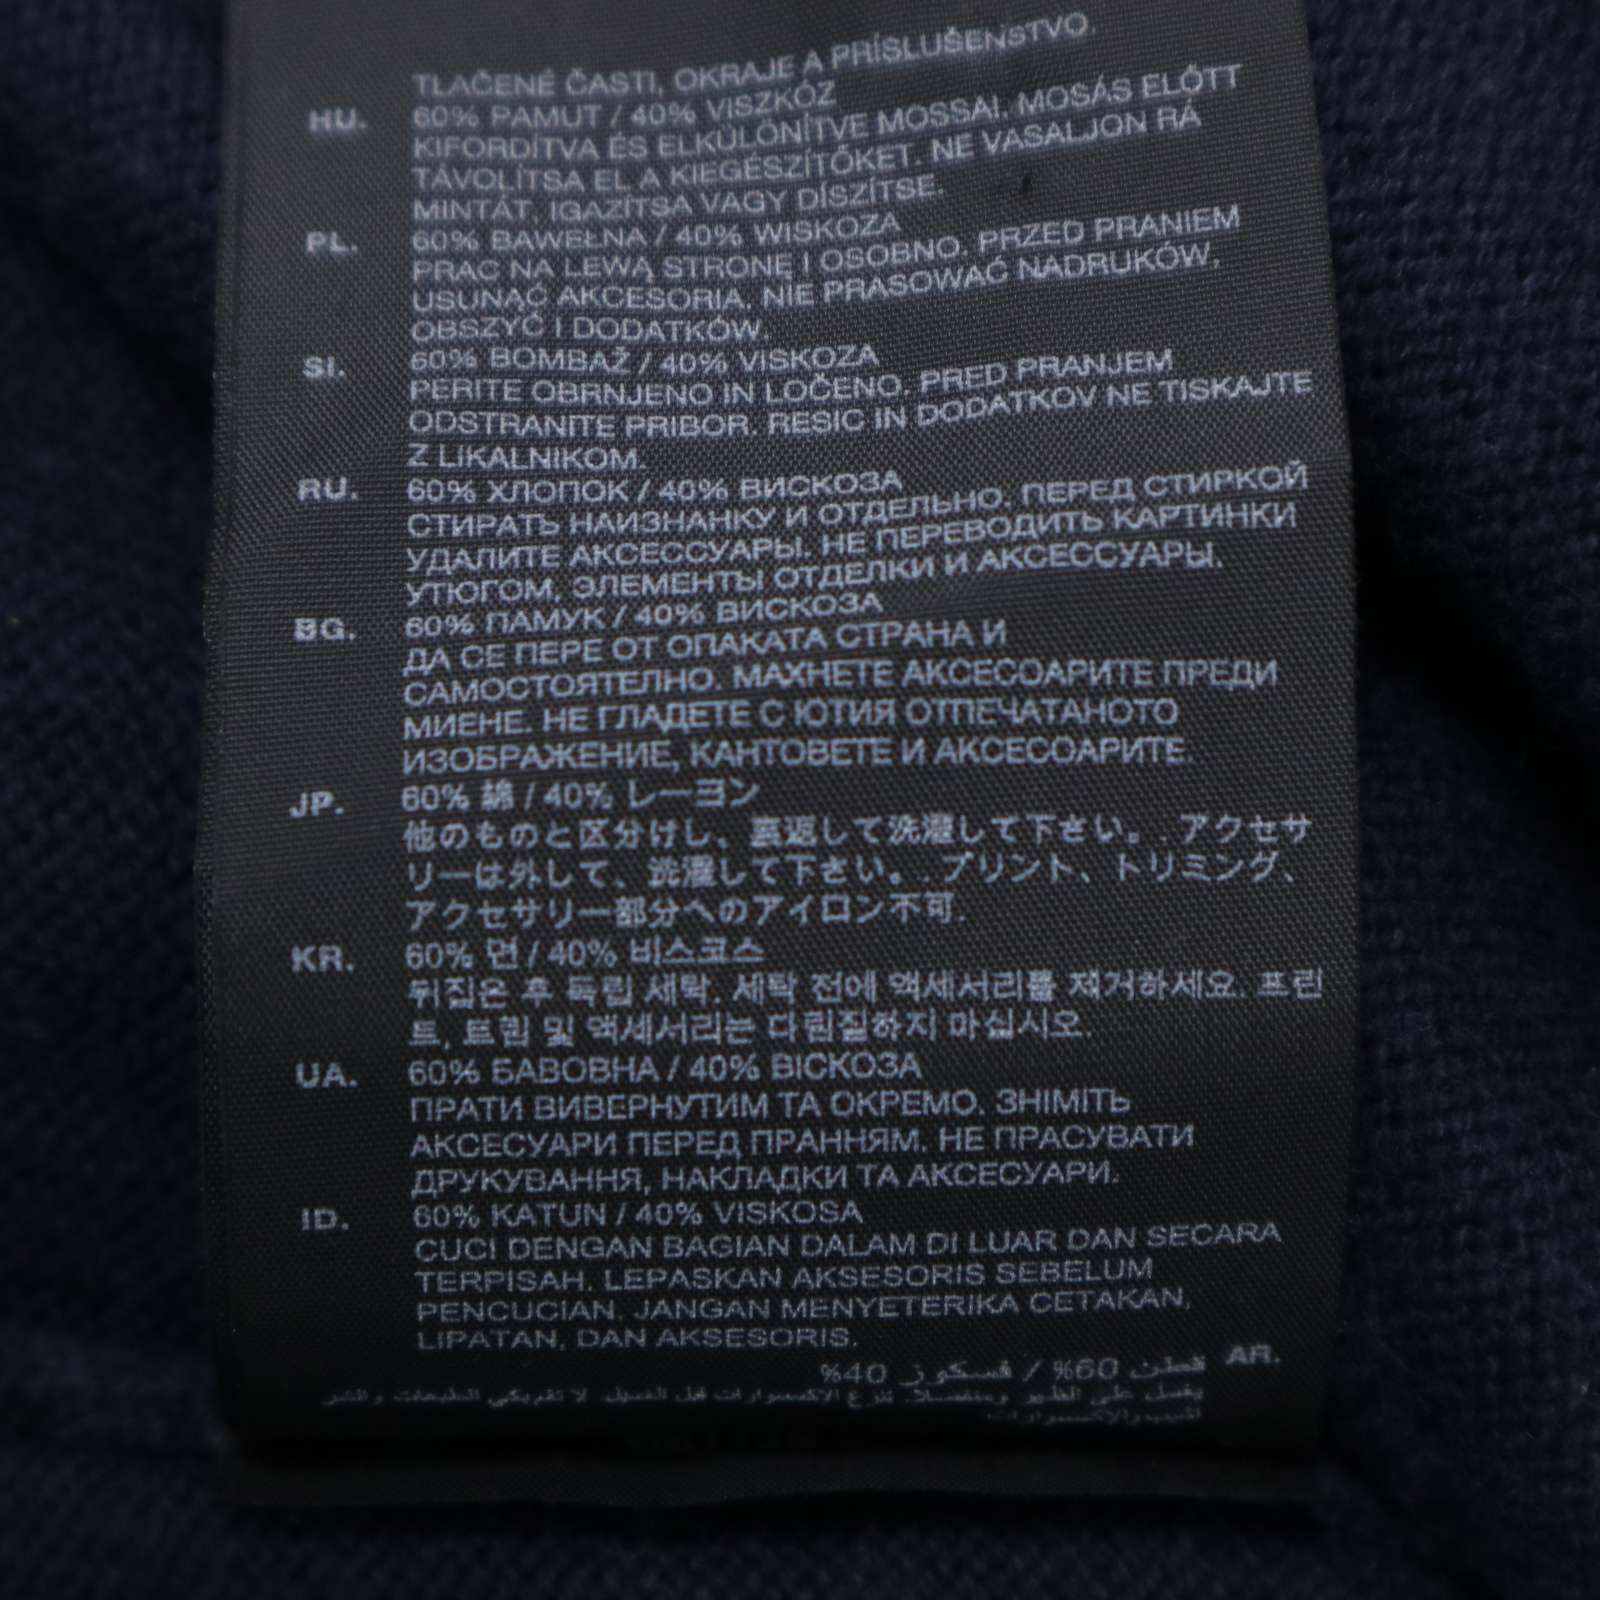 TLAČENÉ ČASTI, OKRAJE A PRÍSLUŠENSTVO.
HU. 60% PAMUT / 40% VISZKÓZ
KIFORDÍTVA ÉS ELKÜLÖNÍTVE MOSSAI. MOSÁS ELŐTT
TÁVOLÍTSA EL A KIEGÉSZÍTŐKET. NE VASALJON RÁ
MINTÁT, IGAZÍTSA VAGY DÍSZÍTSE.
PL. 60% BAWEŁNA / 40% WISKOZA
PRAĆ NA LEWĄ STRONĘ I OSOBNO. PRZED PRANIEM
USUNĄĆ AKCESORIA. NIE PRASOWAĆ NADRUKÓW,
OBSZYĆ I DODATKÓW.
SI. 60% BOMBAŽ / 40% VISKOZA
PERITE OBRNJENO IN LOČENO. PRED PRANJEM
ODSTRANITE PRIBOR. RESIC IN DODATKOV NE TISKAJTE
Z LIKALNIKOM.
RU. 60% ХЛОПОК / 40% ВИСКОЗА
СТИРАТЬ НАИЗНАНКУ И ОТДЕЛЬНО. ПЕРЕД СТИРКОЙ
УДАЛИТЕ АКСЕССУАРЫ. НЕ ПЕРЕВОДИТЬ КАРТИНКИ
УТЮГОМ, ЭЛЕМЕНТЫ ОТДЕЛКИ И АКСЕССУАРЫ.
BG. 60% ПАМУК / 40% ВИСКОЗА
ДА СЕ ПЕРЕ ОТ ОПАКАТА СТРАНА И
САМОСТОЯТЕЛНО. МАХНЕТЕ АКСЕСОАРИТЕ ПРЕДИ
МИЕНЕ. НЕ ГЛАДЕТЕ С ЮТИЯ ОТПЕЧАТАНОТО
ИЗОБРАЖЕНИЕ, КАНТОВЕТЕ И АКСЕСОАРИТЕ.
JP. 60% 綿 / 40% レーヨン
他のものと区分けし、裏返して洗濯して下さい。. アクセサ
リーは外して、洗濯して下さい。. プリント、トリミング、
アクセサリー部分へのアイロン不可.
KR. 60% 면 / 40% 비스코스
뒤집은 후 독립 세탁. 세탁 전에 액세서리를 제거하세요. 프린
트, 트림 및 액세서리는 다림질하지 마십시오.
UA. 60% БАВОВНА / 40% ВІСКОЗА
ПРАТИ ВИВЕРНУТИМ ТА ОКРЕМО. ЗНІМІТЬ
АКСЕСУАРИ ПЕРЕД ПРАННЯМ. НЕ ПРАСУВАТИ
ДРУКУВАННЯ, НАКЛАДКИ ТА АКСЕСУАРИ.
ID. 60% KATUN / 40% VISKOSA
CUCI DENGAN BAGIAN DALAM DI LUAR DAN SECARA
TERPISAH. LEPASKAN AKSESORIS SEBELUM
PENCUCIAN. JANGAN MENYETERIKA CETAKAN,
LIPATAN, DAN AKSESORIS.
AR. قطن 60% / فسكوز 40%
يغسل على الظهر ومنفصلا. تنزع الاكسسوارات قبل الغسيل. لا تقم بكي الطبعات
والاكسسوارات